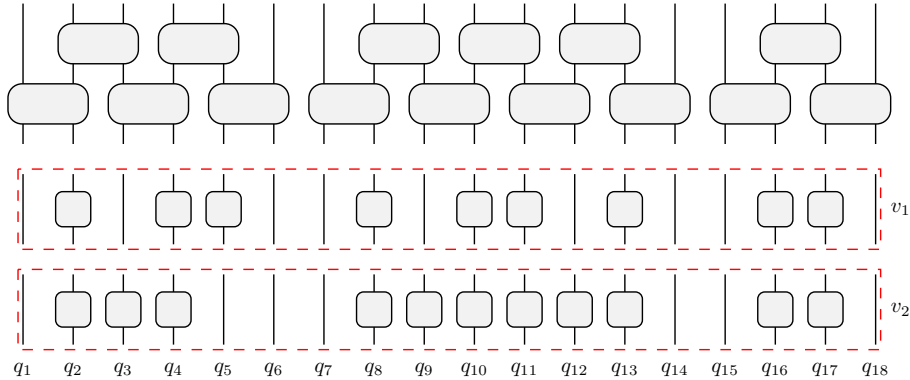 v₁
v₂
q₁ q₂ q₃ q₄ q₅ q₆ q₇ q₈ q₉ q₁₀ q₁₁ q₁₂ q₁₃ q₁₄ q₁₅ q₁₆ q₁₇ q₁₈